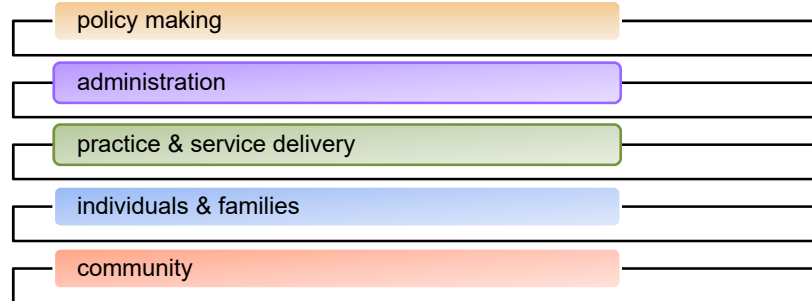 policy making
administration
practice & service delivery
individuals & families
community